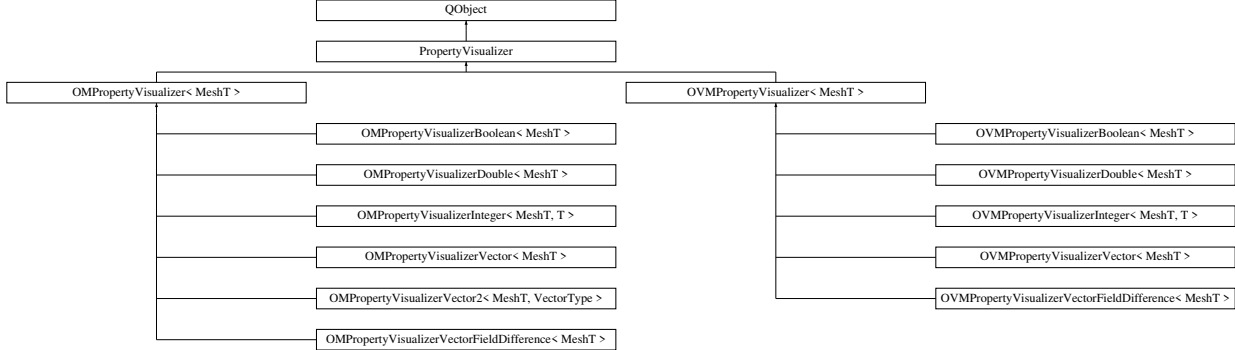 QObject
PropertyVisualizer
OMPropertyVisualizer< MeshT >
OVMPropertyVisualizer< MeshT >
OMPropertyVisualizerBoolean< MeshT >
OVMPropertyVisualizerBoolean< MeshT >
OMPropertyVisualizerDouble< MeshT >
OVMPropertyVisualizerDouble< MeshT >
OMPropertyVisualizerInteger< MeshT, T >
OVMPropertyVisualizerInteger< MeshT, T >
OMPropertyVisualizerVector< MeshT >
OVMPropertyVisualizerVector< MeshT >
OMPropertyVisualizerVector2< MeshT, VectorType >
OVMPropertyVisualizerVectorFieldDifference< MeshT >
OMPropertyVisualizerVectorFieldDifference< MeshT >